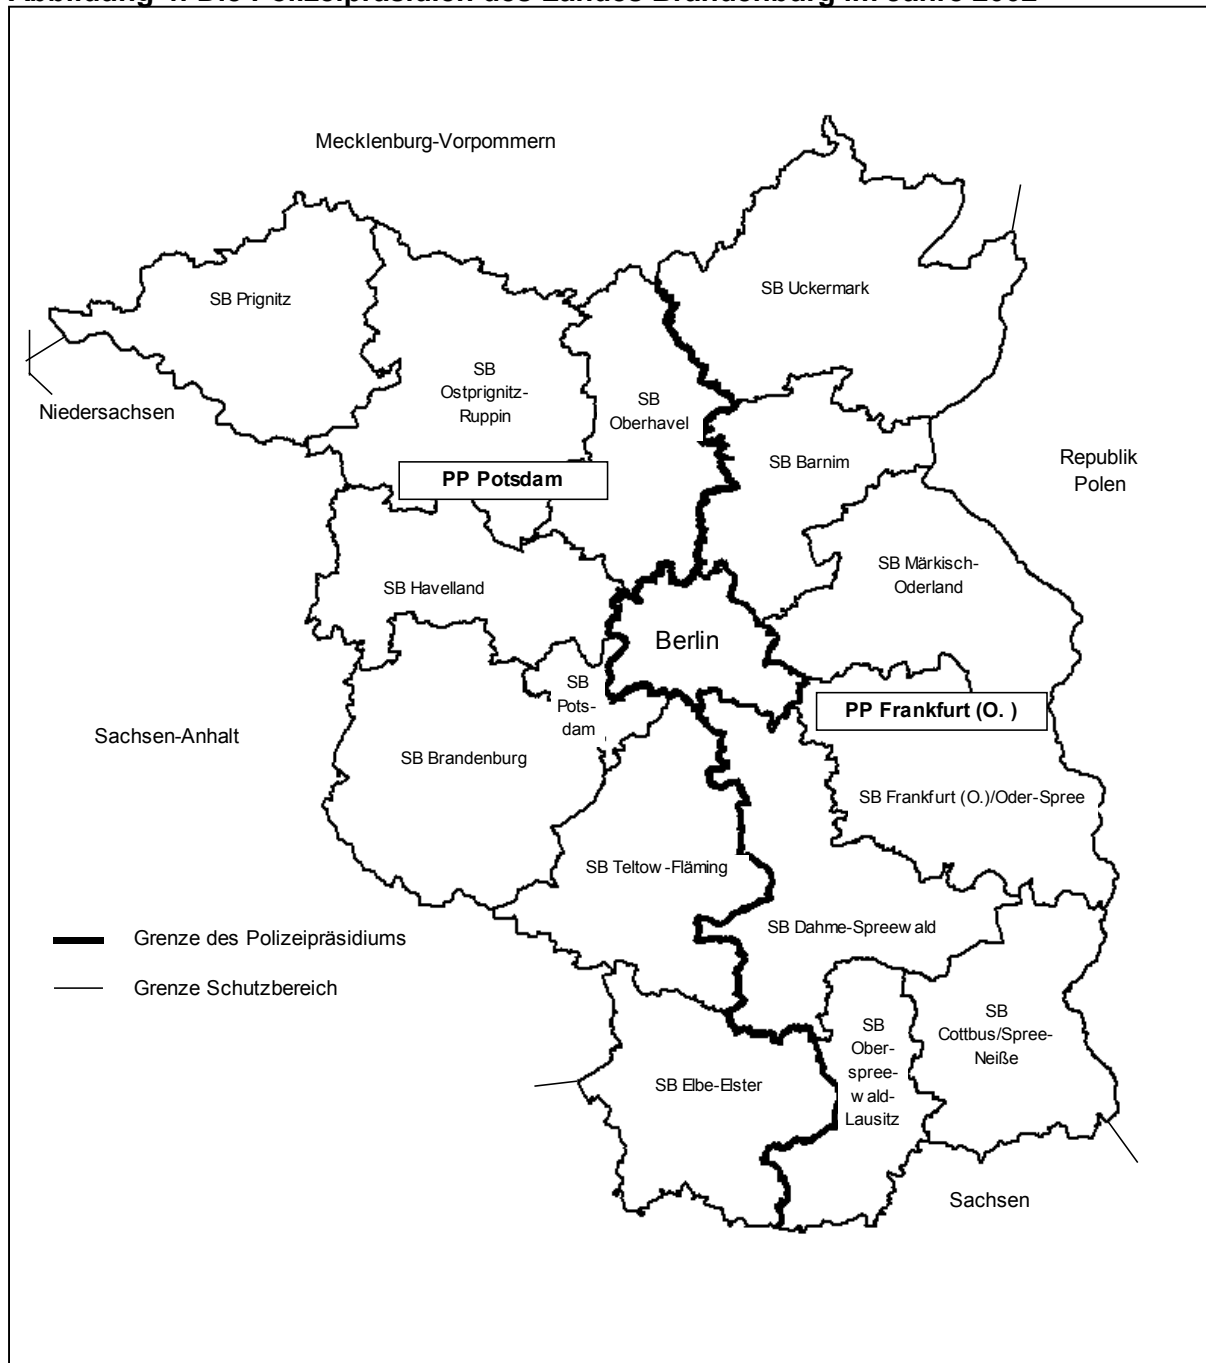 Abbildung Die Polizeipräsidien des Landes Brandenburg im Jahre 2002
Mecklenburg-Vorpommern
SB Uckermark
SB Prignitz
SB
Ostprignitz-
Ruppin
SB
Oberhavel
Niedersachsen
SB Barnim
Republik
Polen
PP Potsdam
SB Märkisch-
Oderland
SB Havelland
Berlin
SB
Pots-
dam
PP Frankfurt (O. )
Sachsen-Anhalt
SB Brandenburg
SB Frankfurt (O.)/Oder-Spree
SB Teltow-Fläming
SB Dahme-Spreewald
Grenze des Polizeipräsidiums
Grenze Schutzbereich
SB
Cottbus/Spree-
Neiße
SB
Ober-
spree-
wald-
Lausitz
SB Elbe-Elster
Sachsen